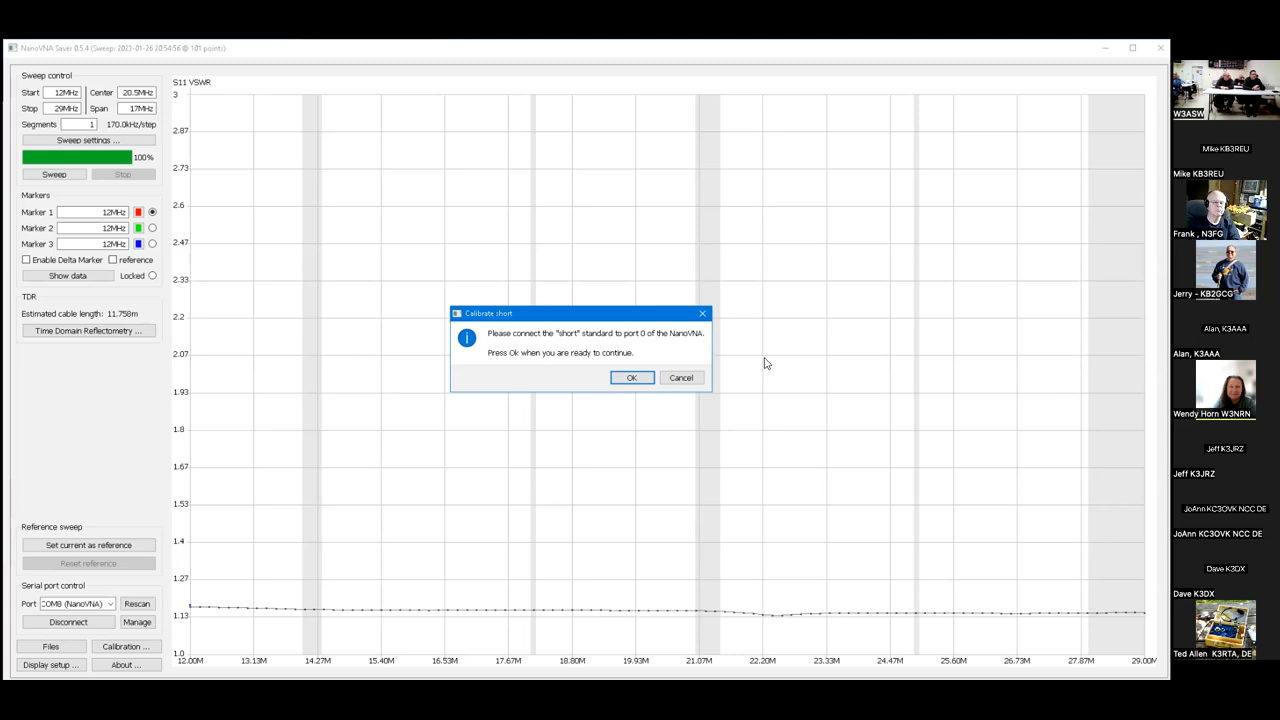 NanoVNA Saver 0.5.4 (Sweep: 2023-01-26 20:54:56 @ 101 points)
Sweep control
Start 12MHz Center 20.5MHz
Stop 29MHz Span 17MHz
Segments 1 170.0kHz/step
Sweep settings ...
100%
Sweep Stop
Markers
Marker 1 12MHz
Marker 2 12MHz
Marker 3 12MHz
Enable Delta Marker reference
Show data Locked
TDR
Estimated cable length: 11.758m
Time Domain Reflectometry ...
Reference sweep
Set current as reference
Reset reference
Serial port control
Port COM8 (NanoVNA) Rescan
Disconnect Manage
Files Calibration ...
Display setup ... About ...
S11 VSWR
3
2.87
2.73
2.6
2.47
2.33
2.2
2.07
1.93
1.8
1.67
1.53
1.4
1.27
1.13
1.0
12.00M 13.13M 14.27M 15.40M 16.53M 17.67M 18.80M 19.93M 21.07M 22.20M 23.33M 24.47M 25.60M 26.73M 27.87M 29.00M
Calibrate short
Please connect the "short" standard to port 0 of the NanoVNA.
Press Ok when you are ready to continue.
OK Cancel
W3ASW
Mike KB3REU
Mike KB3REU
Frank , N3FG
Jerry - KB2GCG
Alan, K3AAA
Alan, K3AAA
Wendy Horn W3NRN
Jeff K3JRZ
Jeff K3JRZ
JoAnn KC3OVK NCC DE
JoAnn KC3OVK NCC DE
Dave K3DX
Dave K3DX
Ted Allen K3RTA, DE